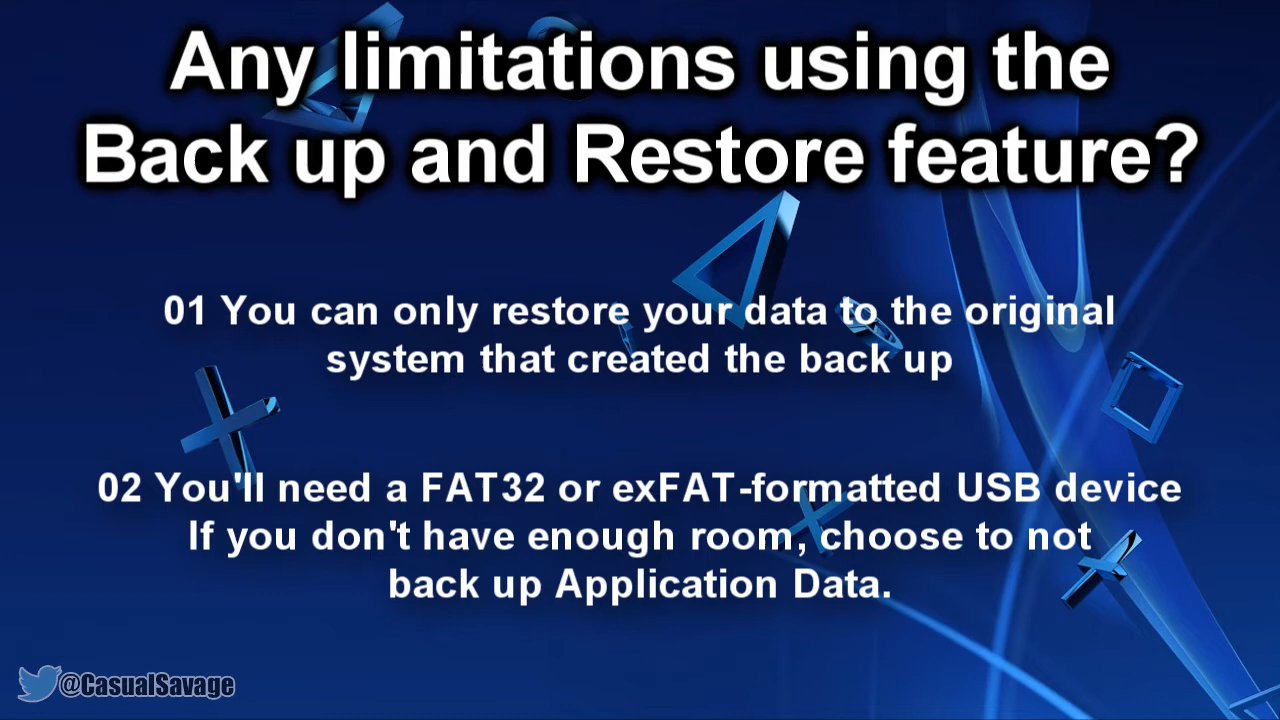 Any limitations using the
Back up and Restore feature?
01 You can only restore your data to the original
system that created the back up
02 You'll need a FAT32 or exFAT-formatted USB device
If you don't have enough room, choose to not
back up Application Data.
@CasualSavage